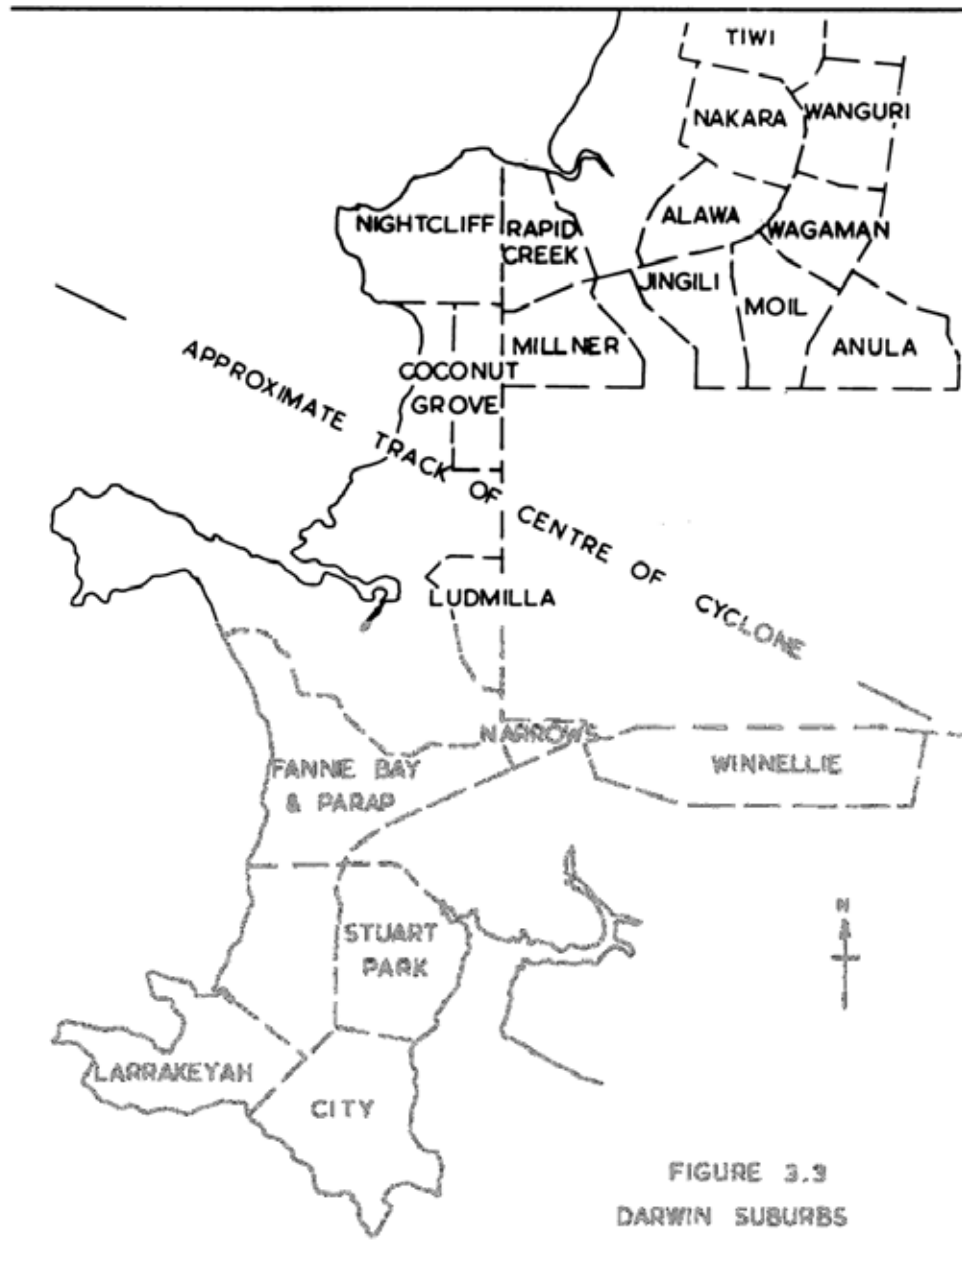 TIWI
NAKARA
WANGURI
NIGHTCLIFF
RAPID
CREEK
ALAWA
WAGAMAN
JINGILI
MOIL
MILLNER
ANULA
COCONUT
GROVE
APPROXIMATE TRACK OF CENTRE OF CYCLONE
LUDMILLA
NARROWS
WINNELLIE
FANNIE BAY
& PARAP
STUART
PARK
N
LARRAKEYAH
CITY
FIGURE 3.3
DARWIN SUBURBS